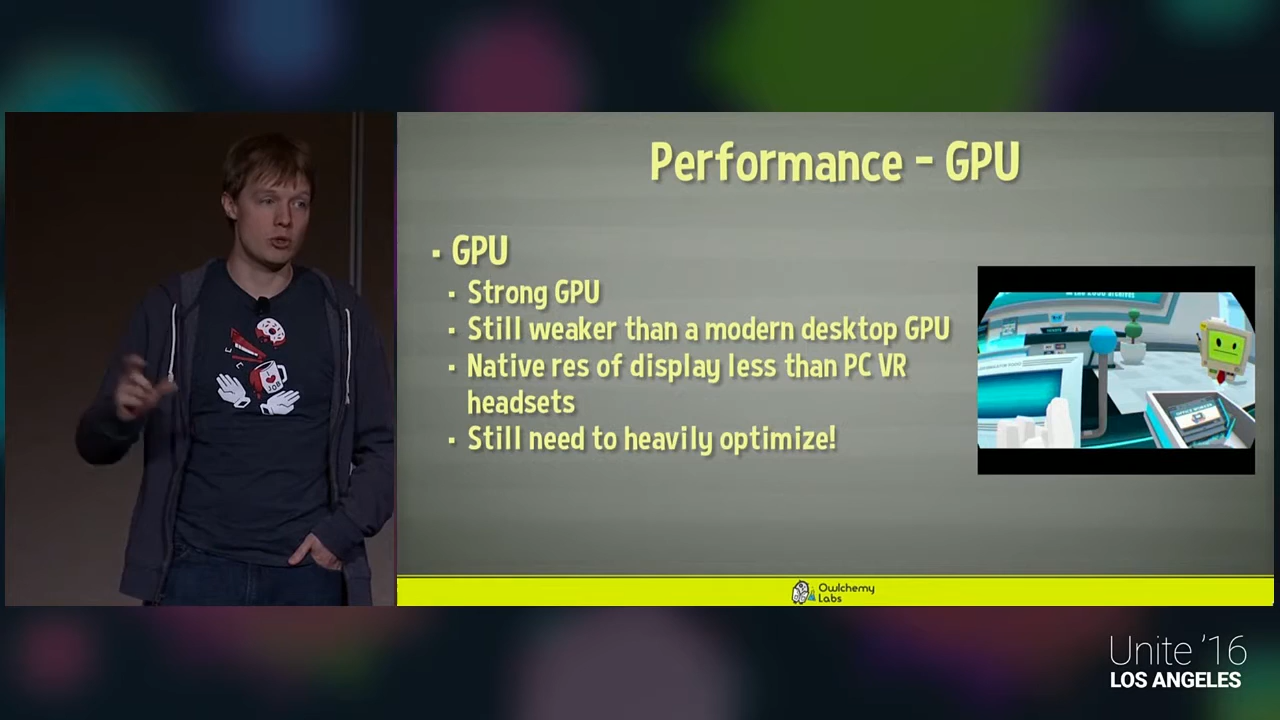 Performance - GPU
• GPU
• Strong GPU
• Still weaker than a modern desktop GPU
• Native res of display less than PC VR
headsets
• Still need to heavily optimize!
I
JOB
Owlchemy
Labs
Unite '16
LOS ANGELES